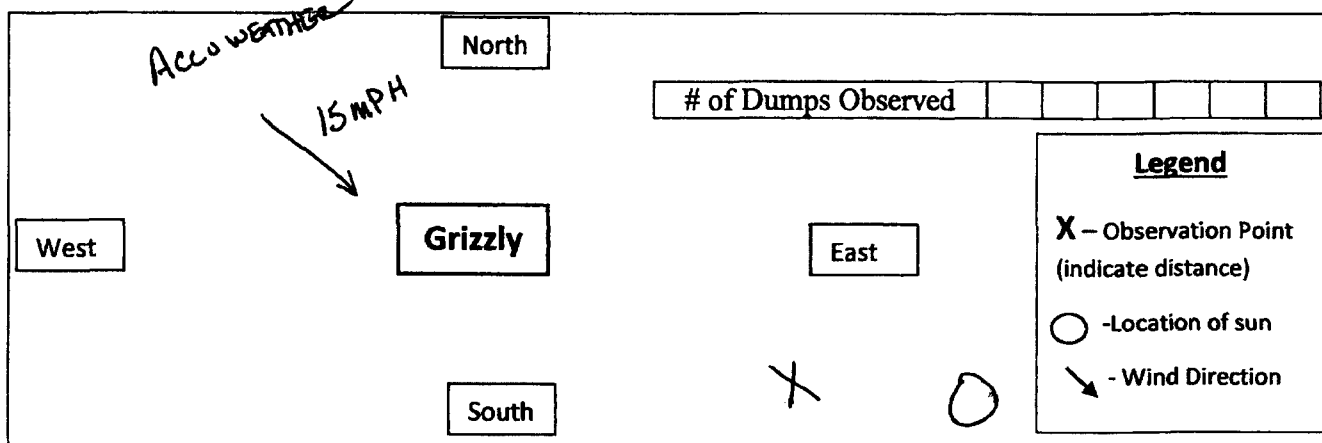 ACCUWEATHER
North
15MPH
# of Dumps Observed
Legend
West
Grizzly
East
X – Observation Point
(indicate distance)
-Location of sun
- Wind Direction
South
X